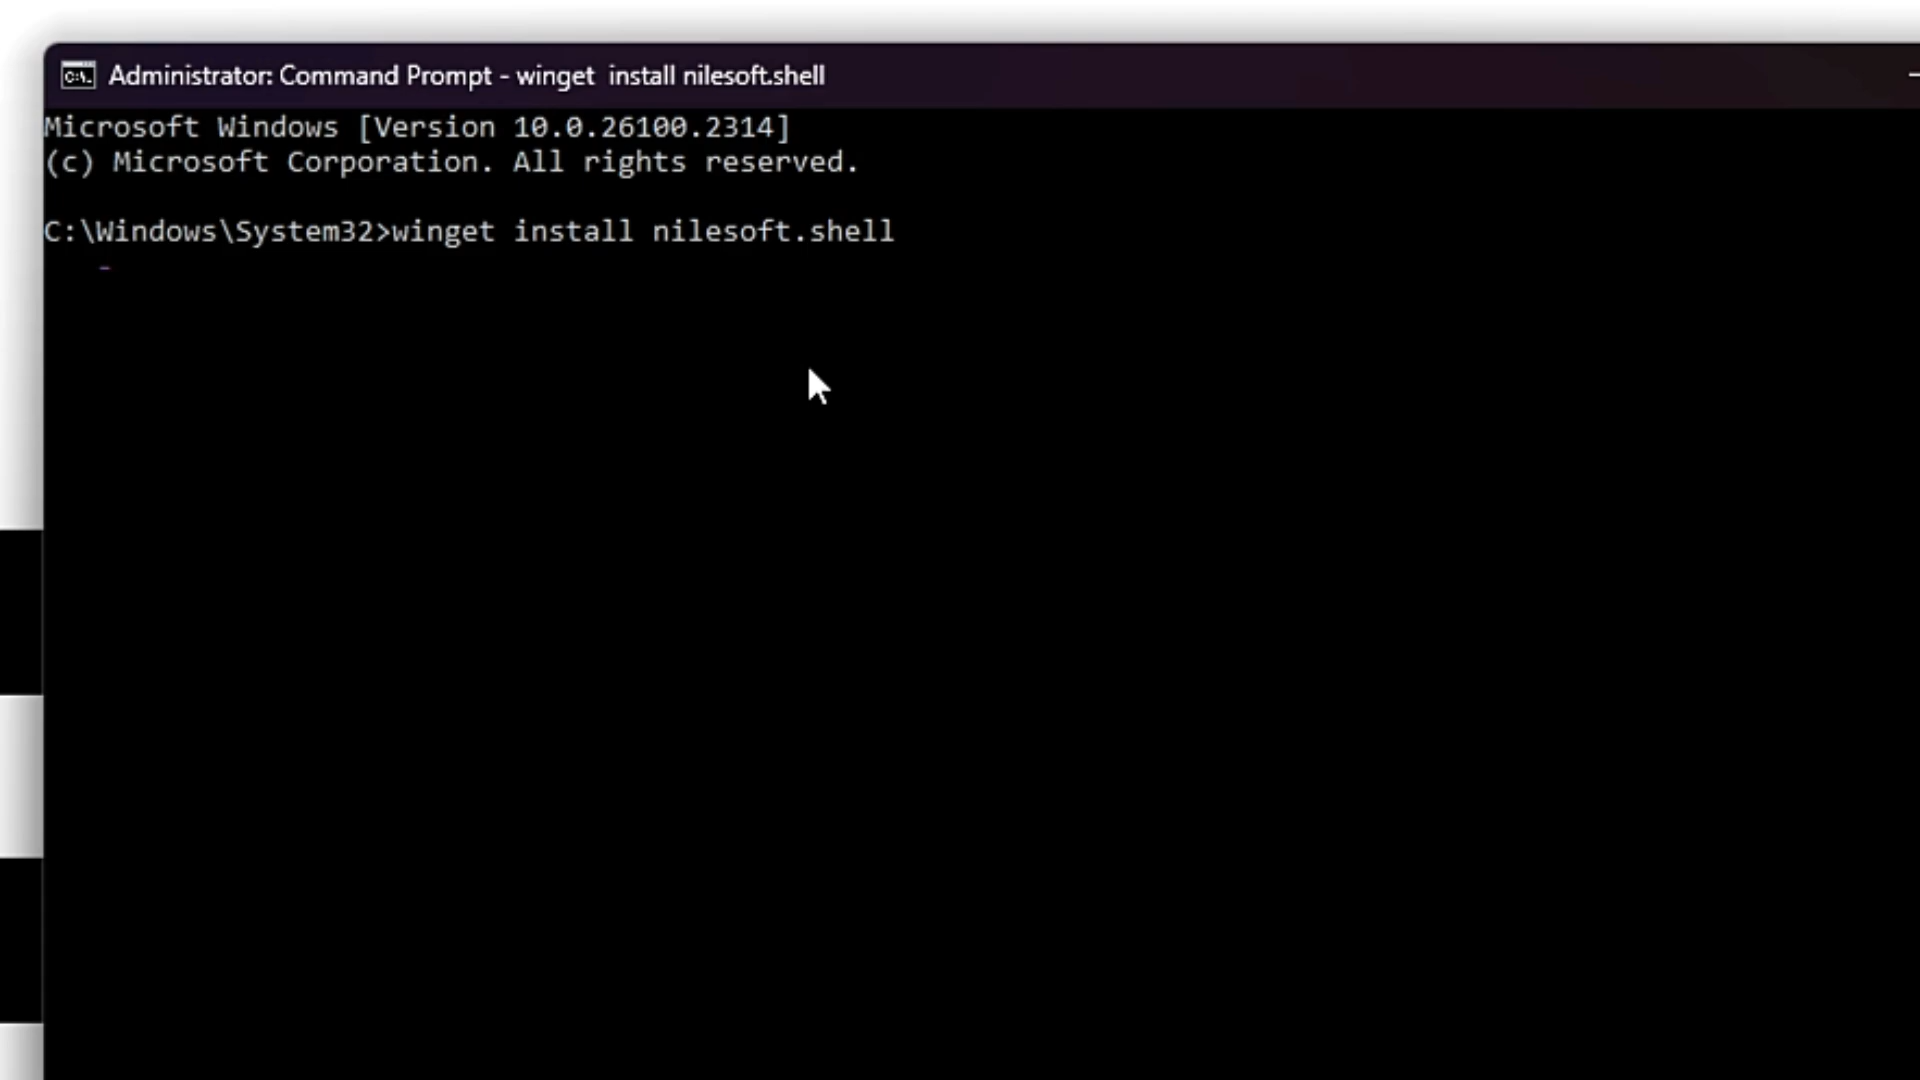 Administrator: Command Prompt - winget  install nilesoft.shell
Microsoft Windows [Version 10.0.26100.2314]
(c) Microsoft Corporation. All rights reserved.
C:\Windows\System32>winget install nilesoft.shell
-